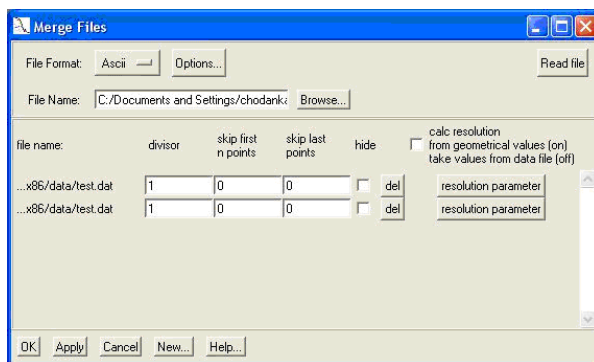 Merge Files
File Format: Ascii Options... Read file
File Name: C:/Documents and Settings/chodanka Browse...
file name: divisor skip first n points skip last points hide calc resolution
from geometrical values (on)
take values from data file (off)
...x86/data/test.dat 1 0 0 del resolution parameter
...x86/data/test.dat 1 0 0 del resolution parameter
OK Apply Cancel New... Help...